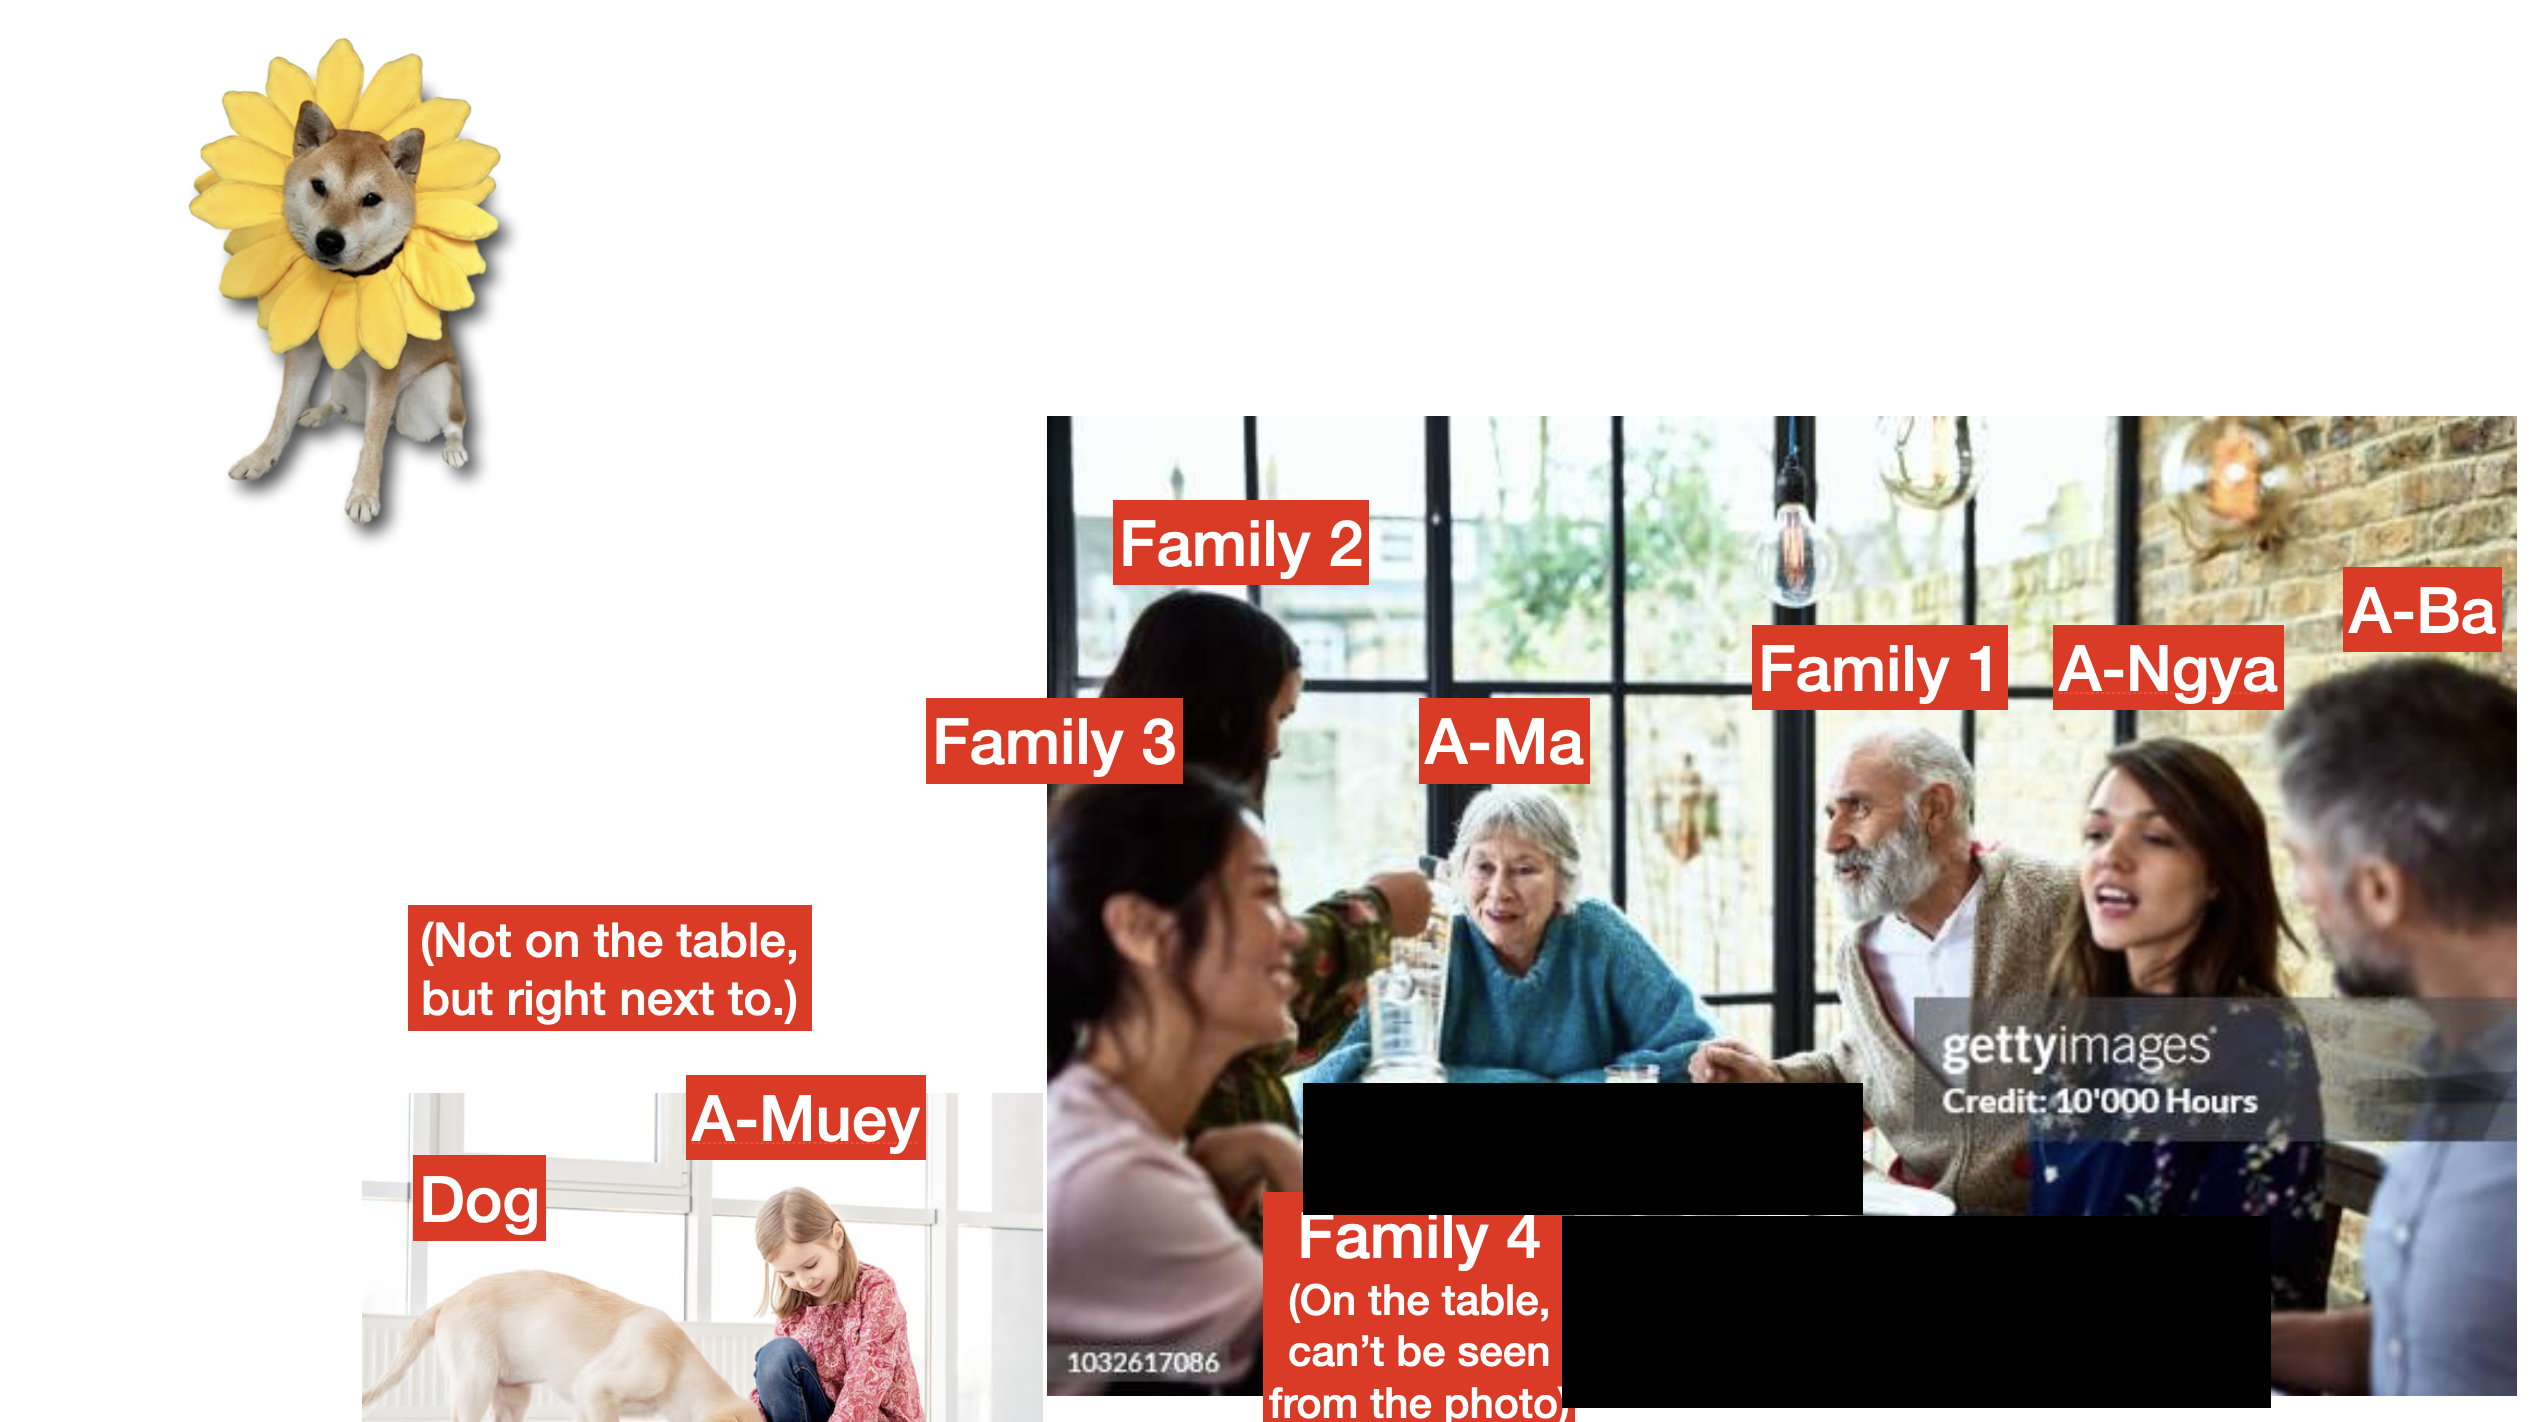 Family 2
A-Ba
Family 1
A-Ngya
Family 3
A-Ma
(Not on the table,
but right next to.)
gettyimages®
Credit: 10'000 Hours
A-Muey
Dog
Family 4
(On the table,
can’t be seen
from the photo)
1032617086